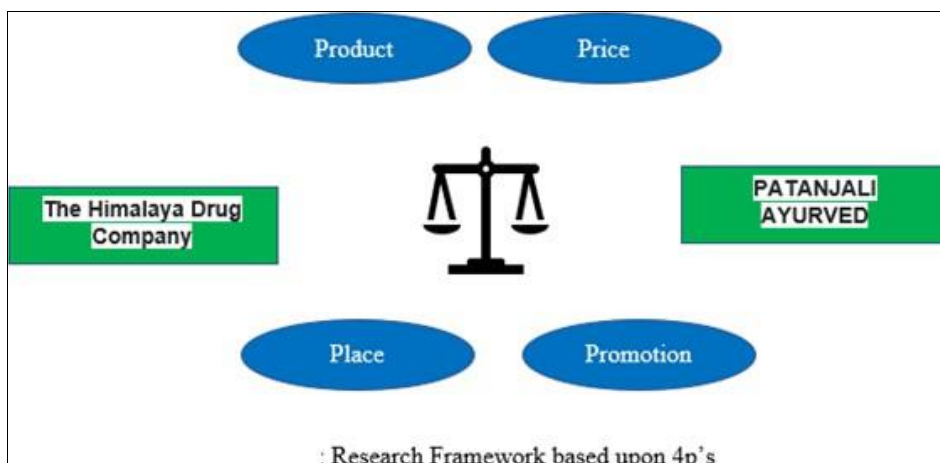 Product
Price
The Himalaya Drug
Company
PATANJALI
AYURVED
Place
Promotion
: Research Framework based upon 4p's